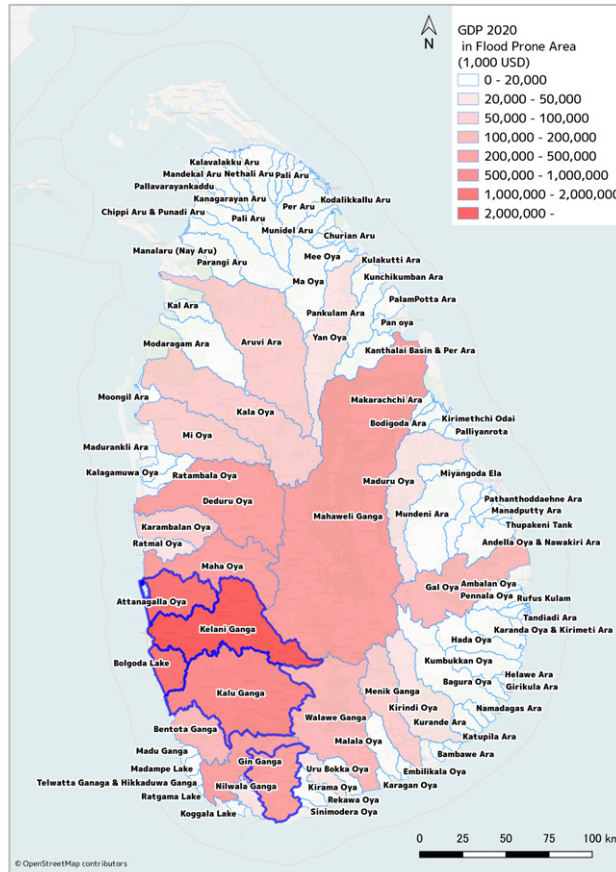 N
GDP 2020
in Flood Prone Area
(1,000 USD)
0 - 20,000
20,000 - 50,000
50,000 - 100,000
100,000 - 200,000
200,000 - 500,000
500,000 - 1,000,000
1,000,000 - 2,000,000
2,000,000 -
Kalavalakku Aru
Mandekal Aru
Nethali Aru
Pali Aru
Pallavarayankaddu
Kanagarayan Aru
Per Aru
Kodalikkallu Aru
Chippi Aru & Punadi Aru
Pali Aru
Munidel Aru
Churian Aru
Manalaru (Nay Aru)
Mee Oya
Kulakutti Ara
Parangi Aru
Ma Oya
Kunchikumban Ara
Kal Ara
Pankulam Ara
PalamPotta Ara
Pan oya
Modaragam Ara
Aruvi Ara
Yan Oya
Kanthalai Basin & Per Ara
Moongil Ara
Kala Oya
Makarachchi Ara
Kirimethchi Odai
Bodigoda Ara
Palliyanrota
Mi Oya
Madurankli Ara
Miyangoda Ela
Kalagamuwa Oya
Ratambala Oya
Maduru Oya
Deduru Oya
Pathanthoddaehne Ara
Mahaweli Ganga
Mundeni Ara
Manadputty Ara
Karambalan Oya
Thupakeni Tank
Ratmal Oya
Andella Oya & Nawakiri Ara
Maha Oya
Gal Oya
Ambalan Oya
Attanagalla Oya
Pennala Oya
Rufus Kulam
Tandiadi Ara
Kelani Ganga
Karanda Oya & Kirimeti Ara
Hada Oya
Bolgoda Lake
Kumbukkan Oya
Helawe Ara
Bagura Oya
Girikula Ara
Kalu Ganga
Menik Ganga
Kirindi Oya
Namadagas Ara
Walawe Ganga
Kurande Ara
Bentota Ganga
Katupila Ara
Malala Oya
Madu Ganga
Bambawe Ara
Gin Ganga
Uru Bokka Oya
Embilikala Oya
Madampe Lake
Telwatta Ganaga & Hikkaduwa Ganga
Nilwala Ganga
Kirama Oya
Karagan Oya
Ratgama Lake
Rekawa Oya
Koggala Lake
Sinimodera Oya
0 25 50 75 100 km
© OpenStreetMap contributors